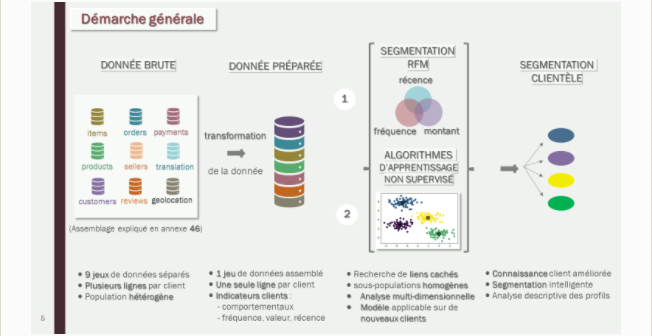 Démarche générale
DONNÉE BRUTE
DONNÉE PRÉPARÉE
SEGMENTATION
RFM
SEGMENTATION
CLIENTÈLE
récence
1
fréquence montant
items orders payments
products sellers translation
customers reviews geolocation
(Assemblage expliqué en annexe 46)
transformation
de la donnée
ALGORITHMES
D'APPRENTISSAGE
NON SUPERVISÉ
2
• 9 jeux de données séparés
• Plusieurs lignes par client
• Population hétérogène
• 1 jeu de données assemblé
• Une seule ligne par client
• Indicateurs clients :
- comportementaux
- fréquence, valeur, récence
• Recherche de liens cachés
• sous-populations homogènes
• Analyse multi-dimensionnelle
• Modèle applicable sur de
nouveaux clients
• Connaissance client améliorée
• Segmentation intelligente
• Analyse descriptive des profils
5